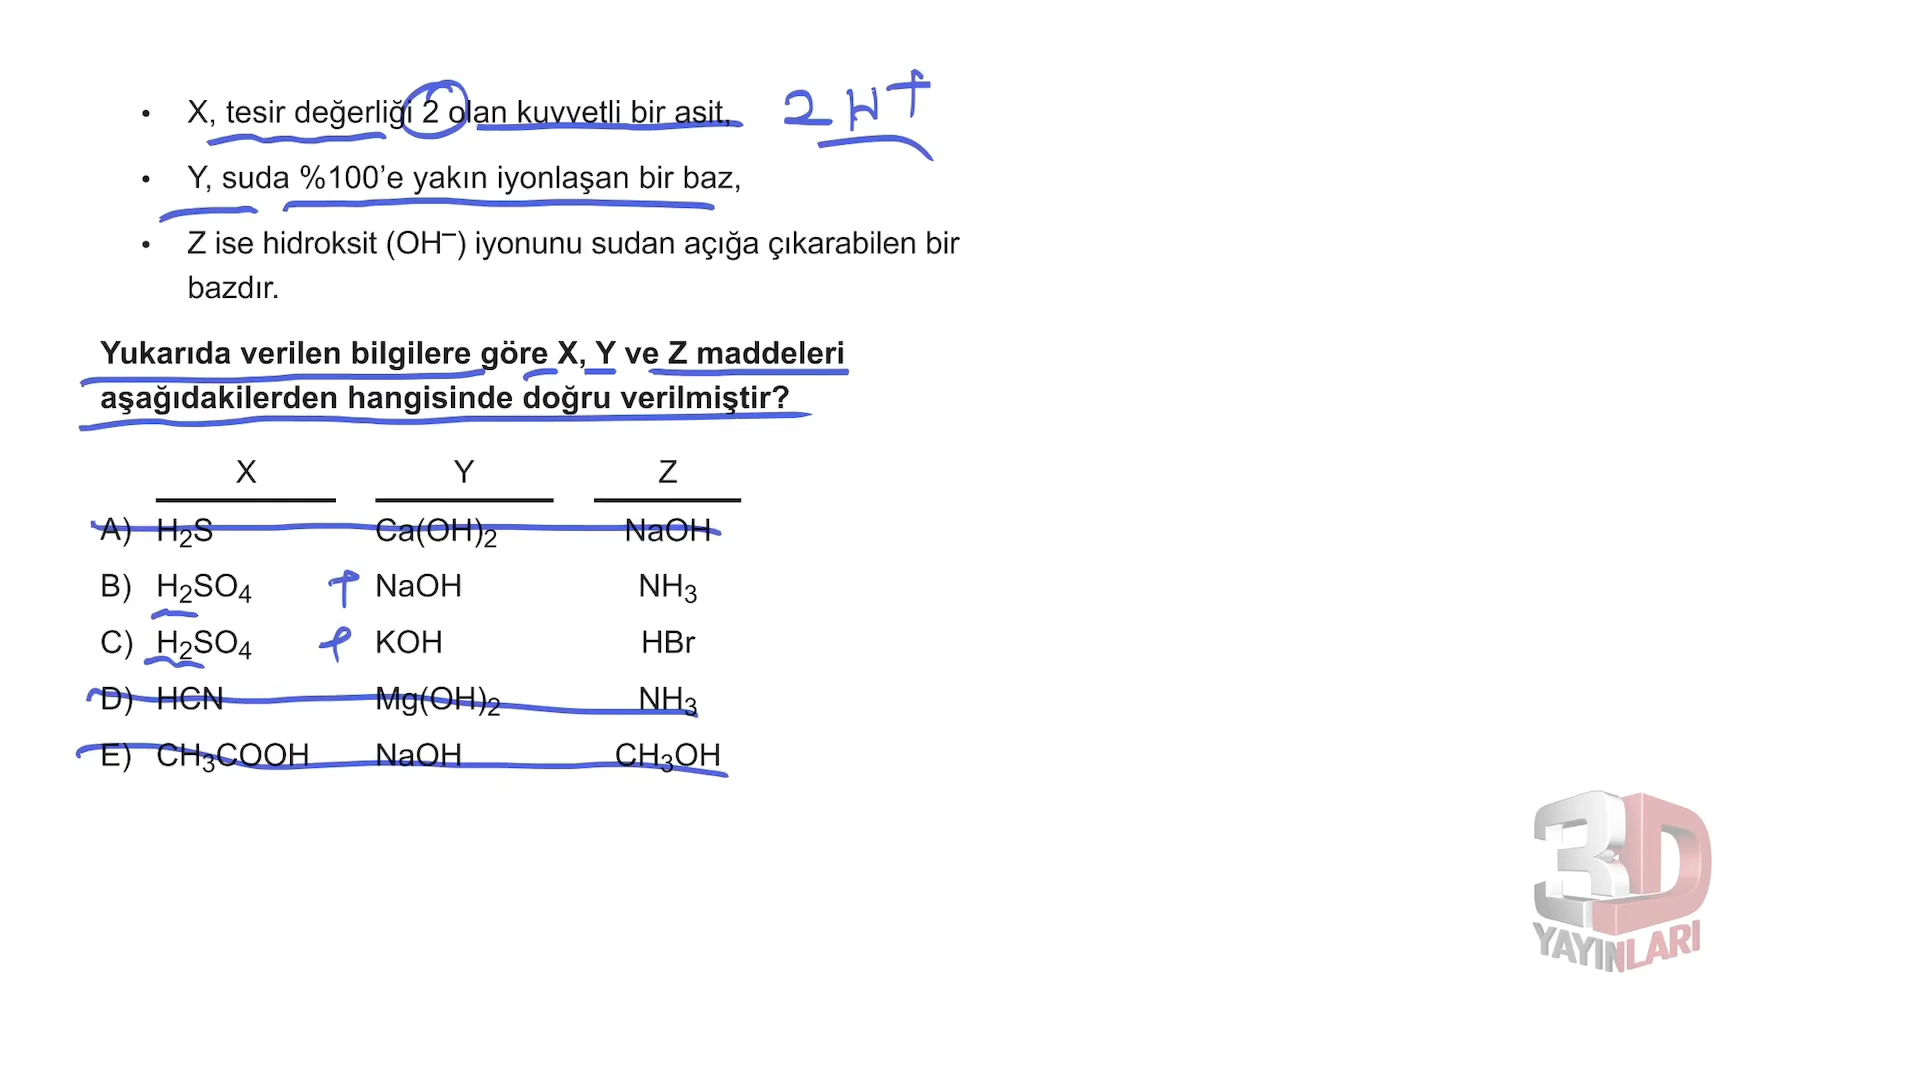 • X, tesir değerliği 2 olan kuvvetli bir asit, 2 H+
• Y, suda %100’e yakın iyonlaşan bir baz,
• Z ise hidroksit (OH⁻) iyonunu sudan açığa çıkarabilen bir
bazdır.
Yukarıda verilen bilgilere göre X, Y ve Z maddeleri
aşağıdakilerden hangisinde doğru verilmiştir?
X Y Z
A) H₂S Ca(OH)₂ NaOH
B) H₂SO₄ + NaOH NH₃
C) H₂SO₄ + KOH HBr
D) HCN Mg(OH)₂ NH₃
E) CH₃COOH NaOH CH₃OH
3D
YAYINLARI